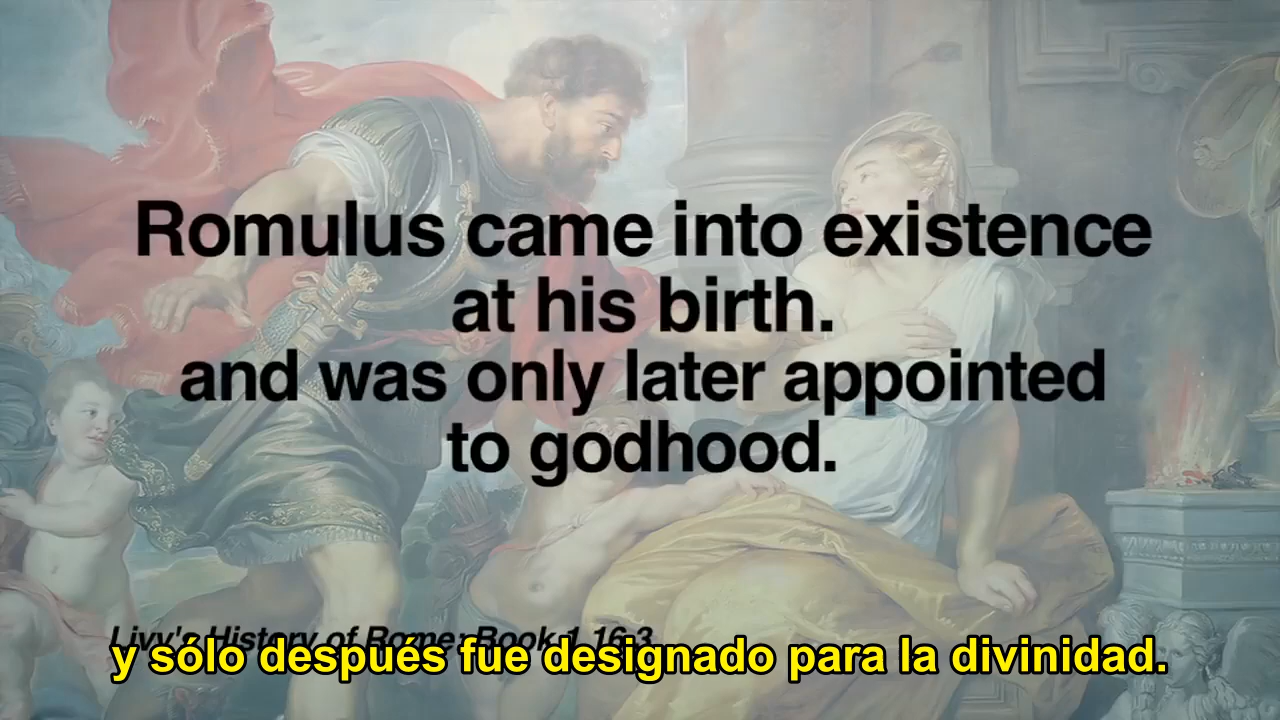 Romulus came into existence
at his birth.
and was only later appointed
to godhood.
Livy's History of Rome: Book 1.16.3
y sólo después fue designado para la divinidad.